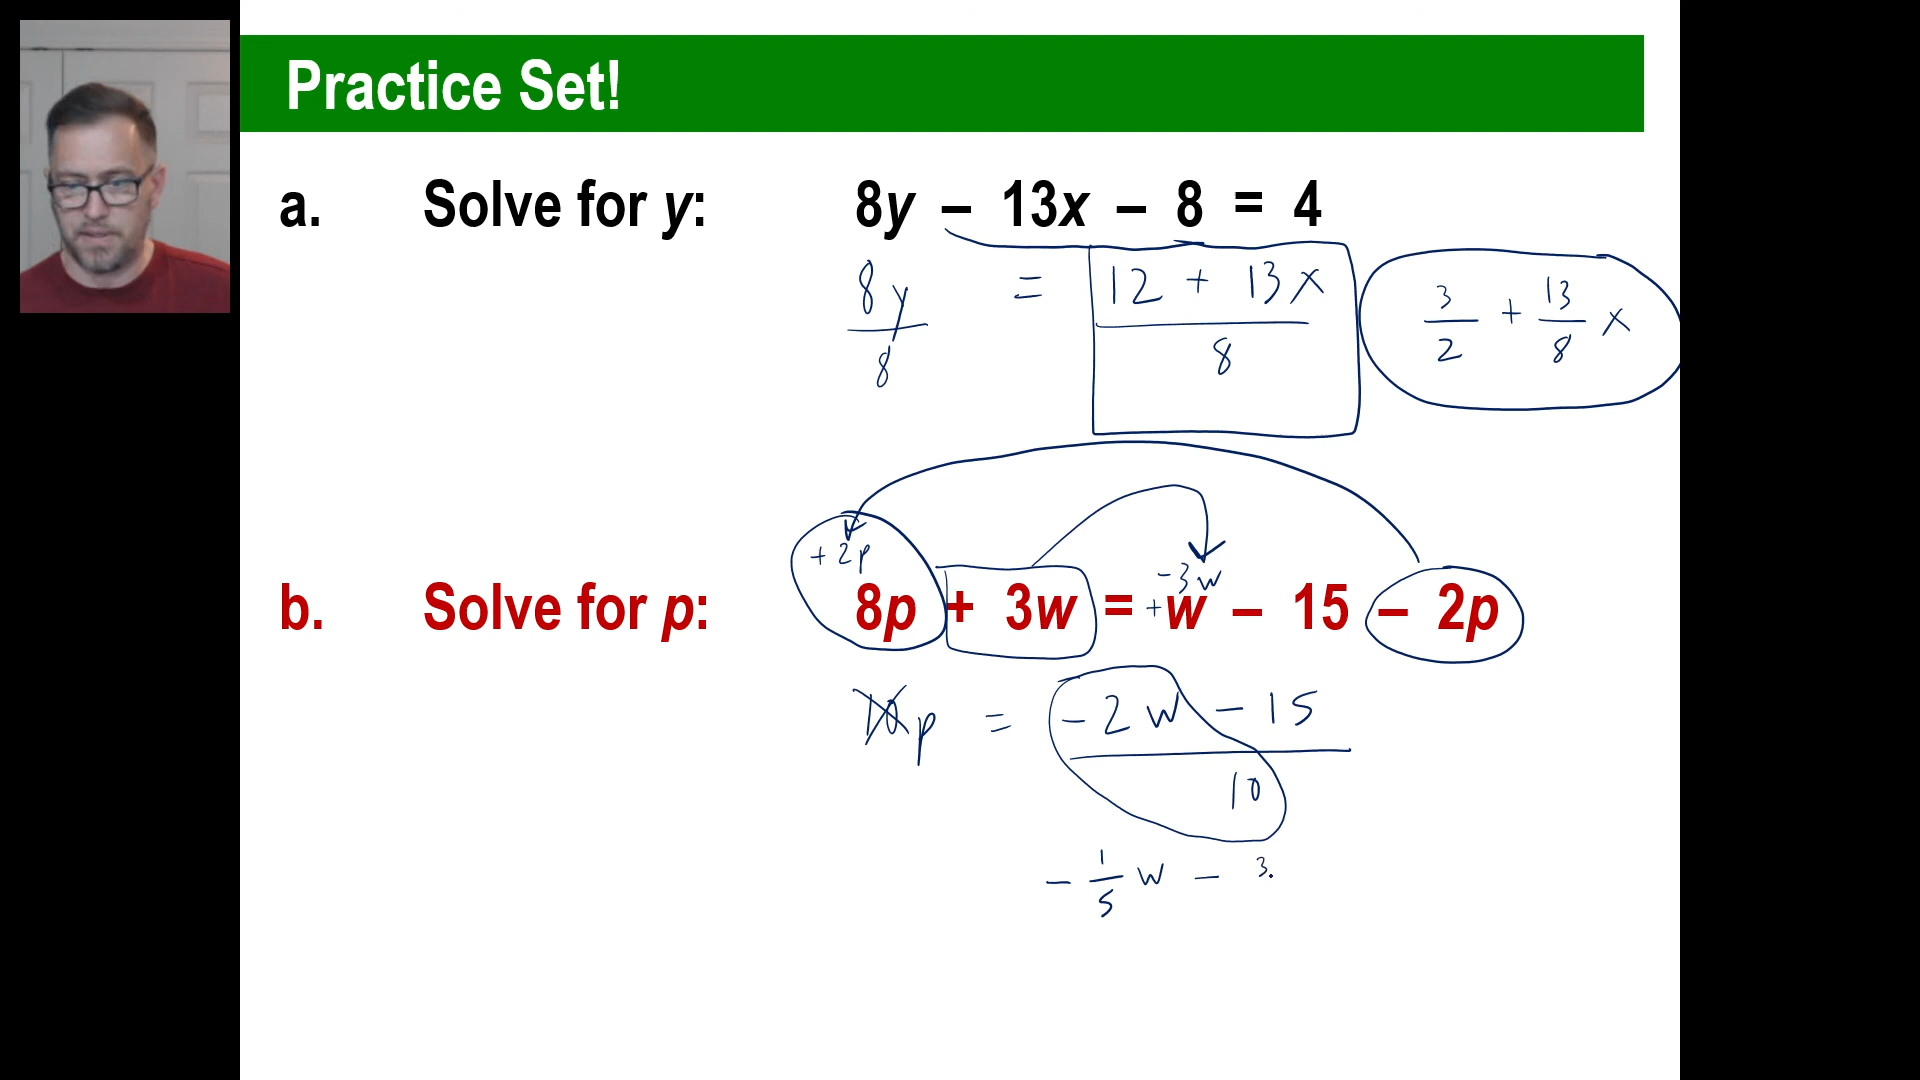 Practice Set!
a. Solve for y: 8y – 13x – 8 = 4
8y/8 = (12 + 13x)/8
3/2 + 13/8 x
+ 2p
- 3w
b. Solve for p: 8p + 3w = + w – 15 – 2p
10p = (-2w - 15)/10
- 1/5 w - 3.